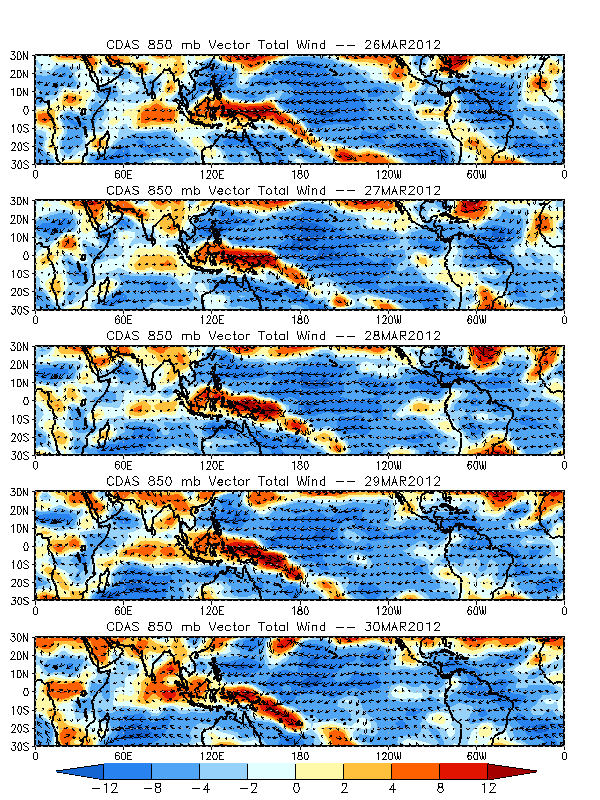 CDAS 850 mb Vector Total Wind -- 26MAR2012
30N
20N
10N
0
10S
20S
30S
0 60E 120E 180 120W 60W 0
CDAS 850 mb Vector Total Wind -- 27MAR2012
30N
20N
10N
0
10S
20S
30S
0 60E 120E 180 120W 60W 0
CDAS 850 mb Vector Total Wind -- 28MAR2012
30N
20N
10N
0
10S
20S
30S
0 60E 120E 180 120W 60W 0
CDAS 850 mb Vector Total Wind -- 29MAR2012
30N
20N
10N
0
10S
20S
30S
0 60E 120E 180 120W 60W 0
CDAS 850 mb Vector Total Wind -- 30MAR2012
30N
20N
10N
0
10S
20S
30S
0 60E 120E 180 120W 60W 0
-12 -8 -4 -2 0 2 4 8 12